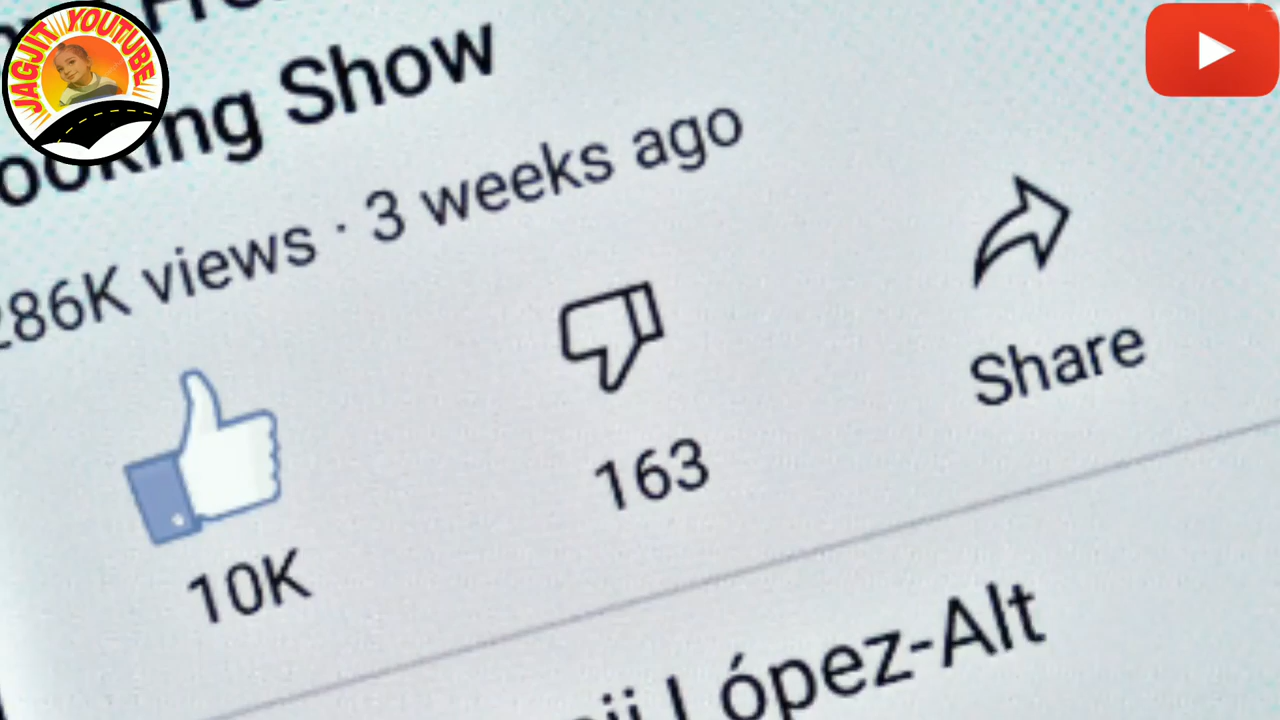 JAGJIT YOUTUBE
ooking Show
286K views · 3 weeks ago
Share
163
10K
López-Alt